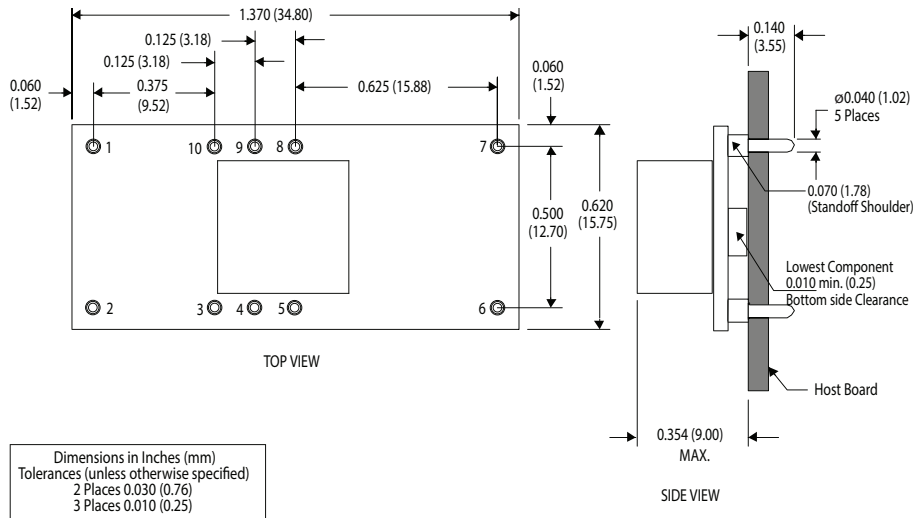 1.370 (34.80)
0.125 (3.18)
0.125 (3.18)
0.060
(1.52)
0.375
(9.52)
0.625 (15.88)
0.060
(1.52)
1
10
9
8
7
2
3
4
5
6
0.500
(12.70)
0.620
(15.75)
TOP VIEW
0.140
(3.55)
ø0.040 (1.02)
5 Places
0.070 (1.78)
(Standoff Shoulder)
Lowest Component
0.010 min. (0.25)
Bottom side Clearance
Host Board
0.354 (9.00)
MAX.
SIDE VIEW
Dimensions in Inches (mm)
Tolerances (unless otherwise specified)
2 Places 0.030 (0.76)
3 Places 0.010 (0.25)